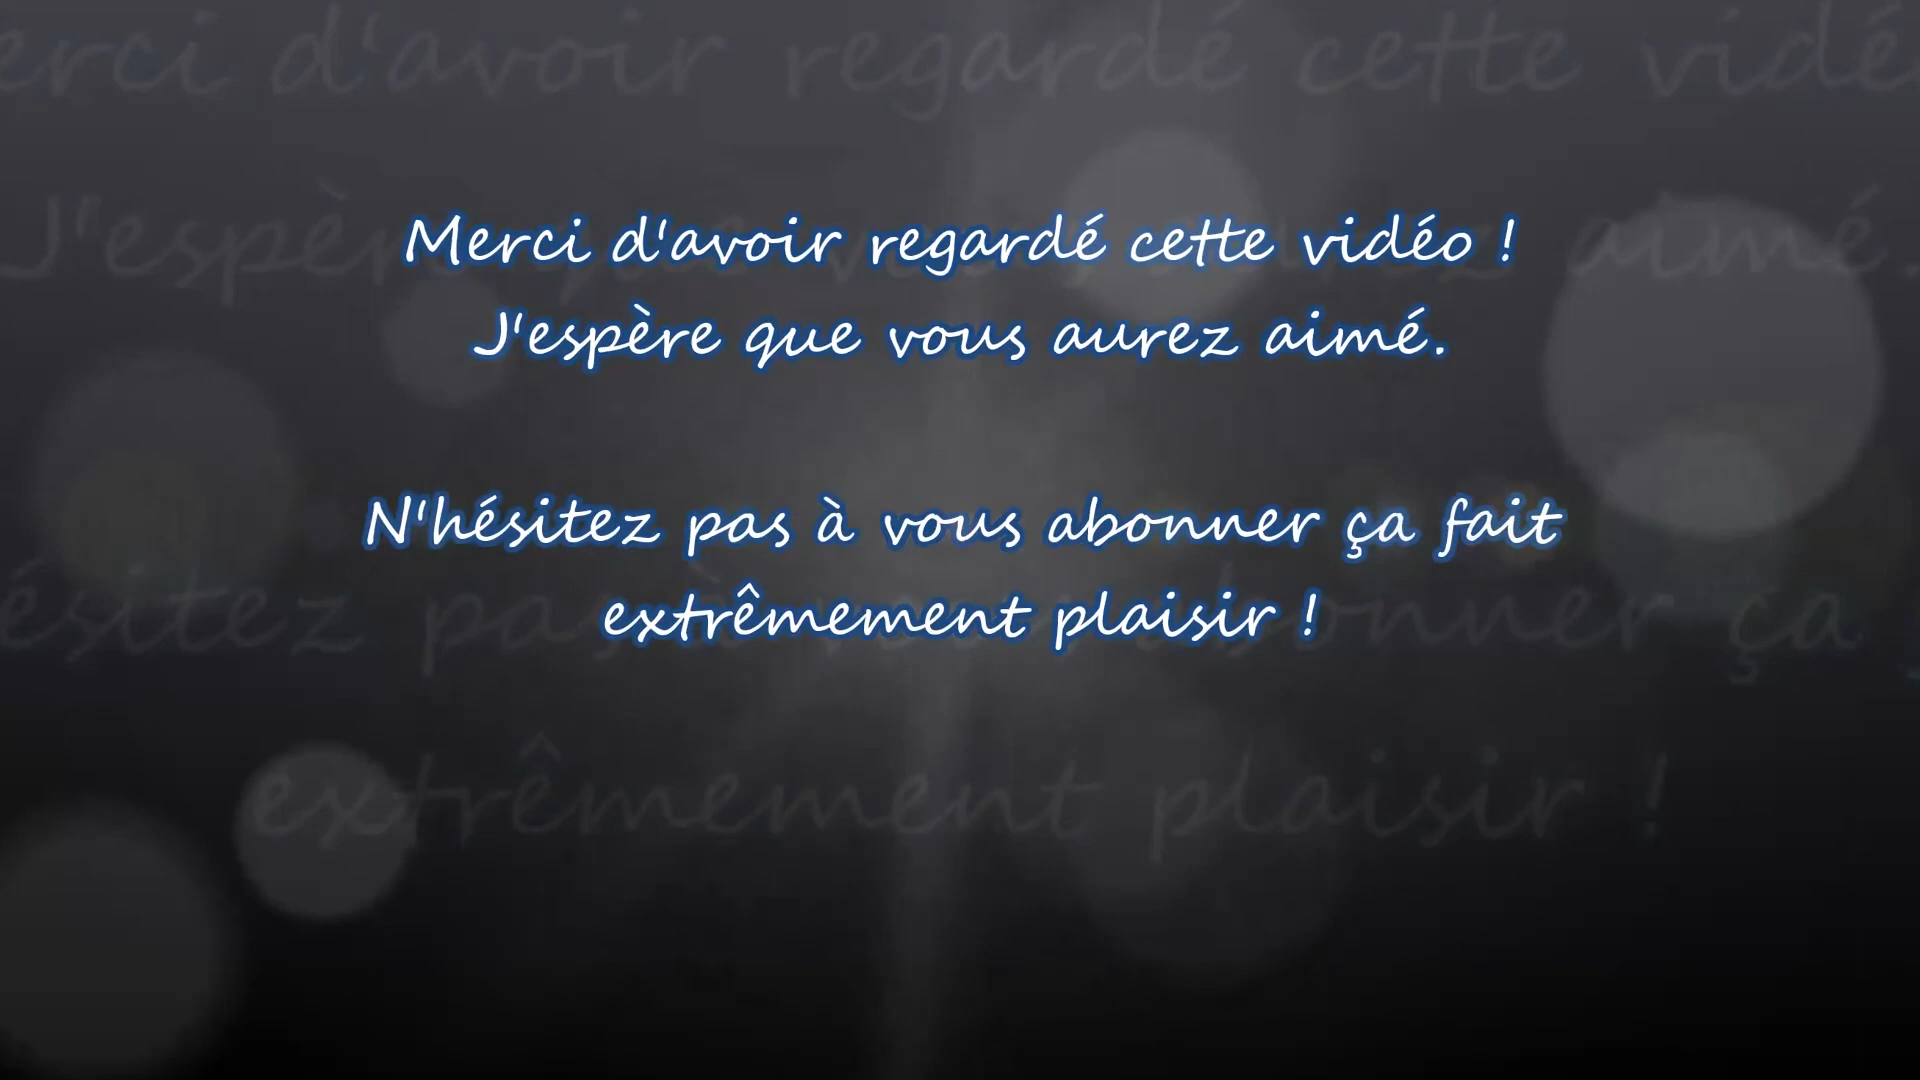 Merci d'avoir regardé cette vidéo !
J'espère que vous aurez aimé.
N'hésitez pas à vous abonner ça fait
extrêmement plaisir !